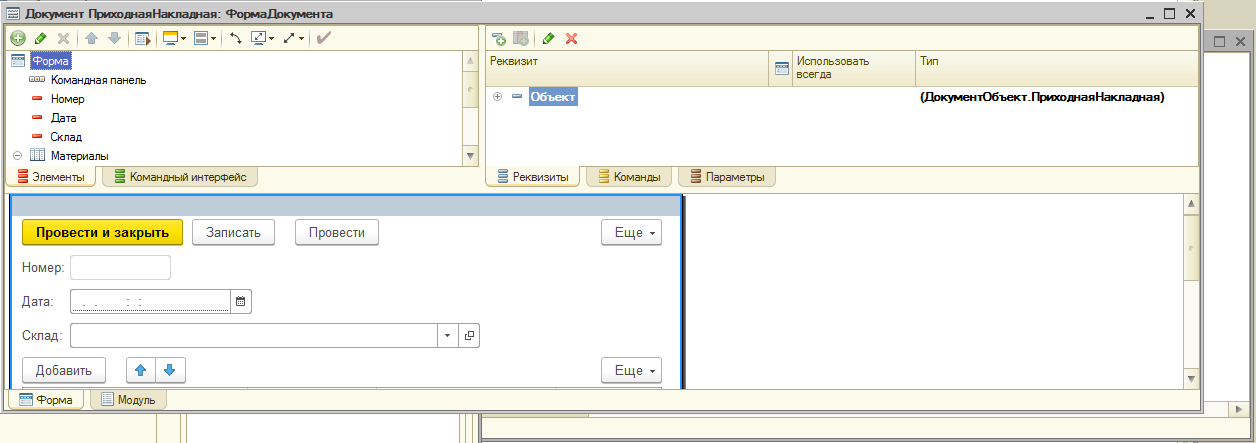 Документ ПриходнаяНакладная: ФормаДокумента
Форма
Командная панель
Номер
Дата
Склад
Материалы
Элементы
Командный интерфейс
Реквизит
Использовать
всегда
Тип
Объект
(ДокументОбъект.ПриходнаяНакладная)
Реквизиты
Команды
Параметры
Провести и закрыть
Записать
Провести
Еще
Номер:
Дата:
. . : :
Склад:
Добавить
Еще
Форма
Модуль